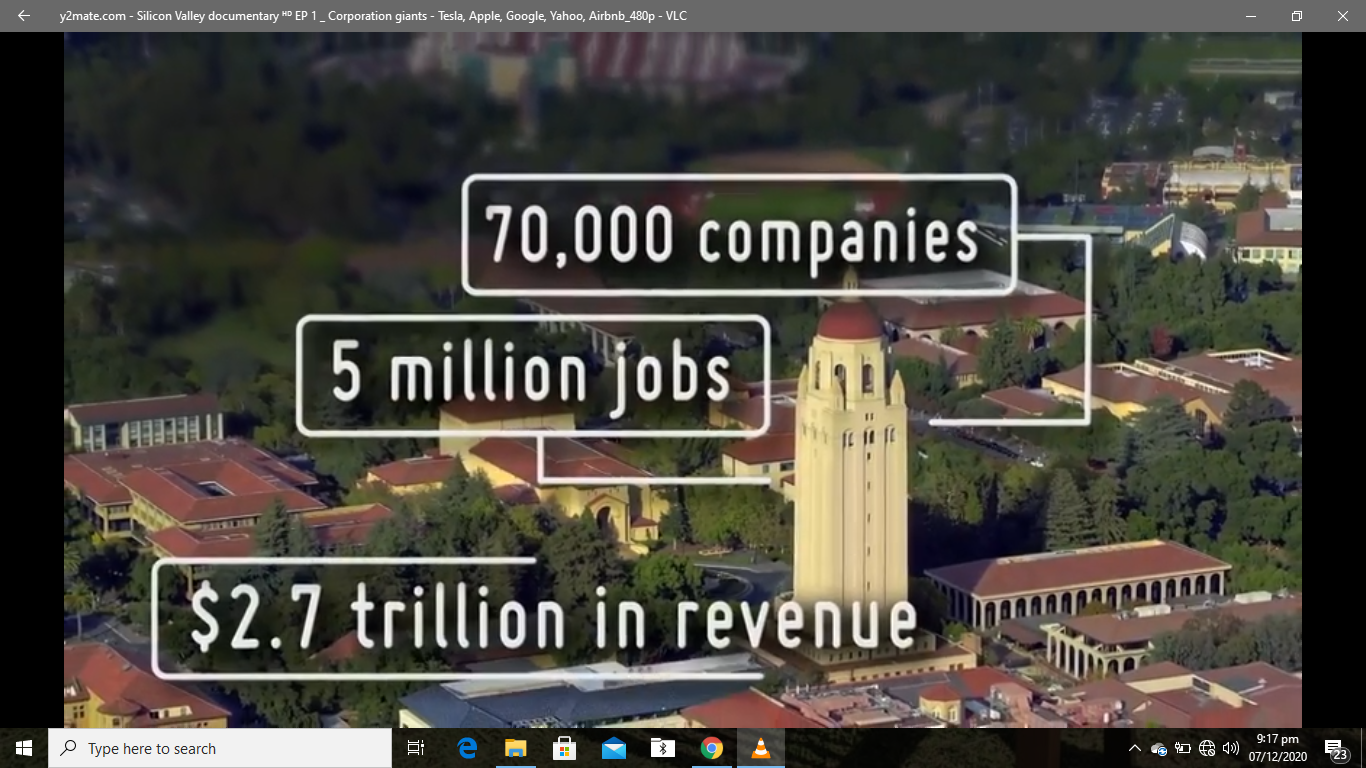 y2mate.com - Silicon Valley documentary ᴴᴰ EP 1 _ Corporation giants - Tesla, Apple, Google, Yahoo, Airbnb_480p - VLC
70,000 companies
5 million jobs
$2.7 trillion in revenue
Type here to search
9:17 pm
07/12/2020
23